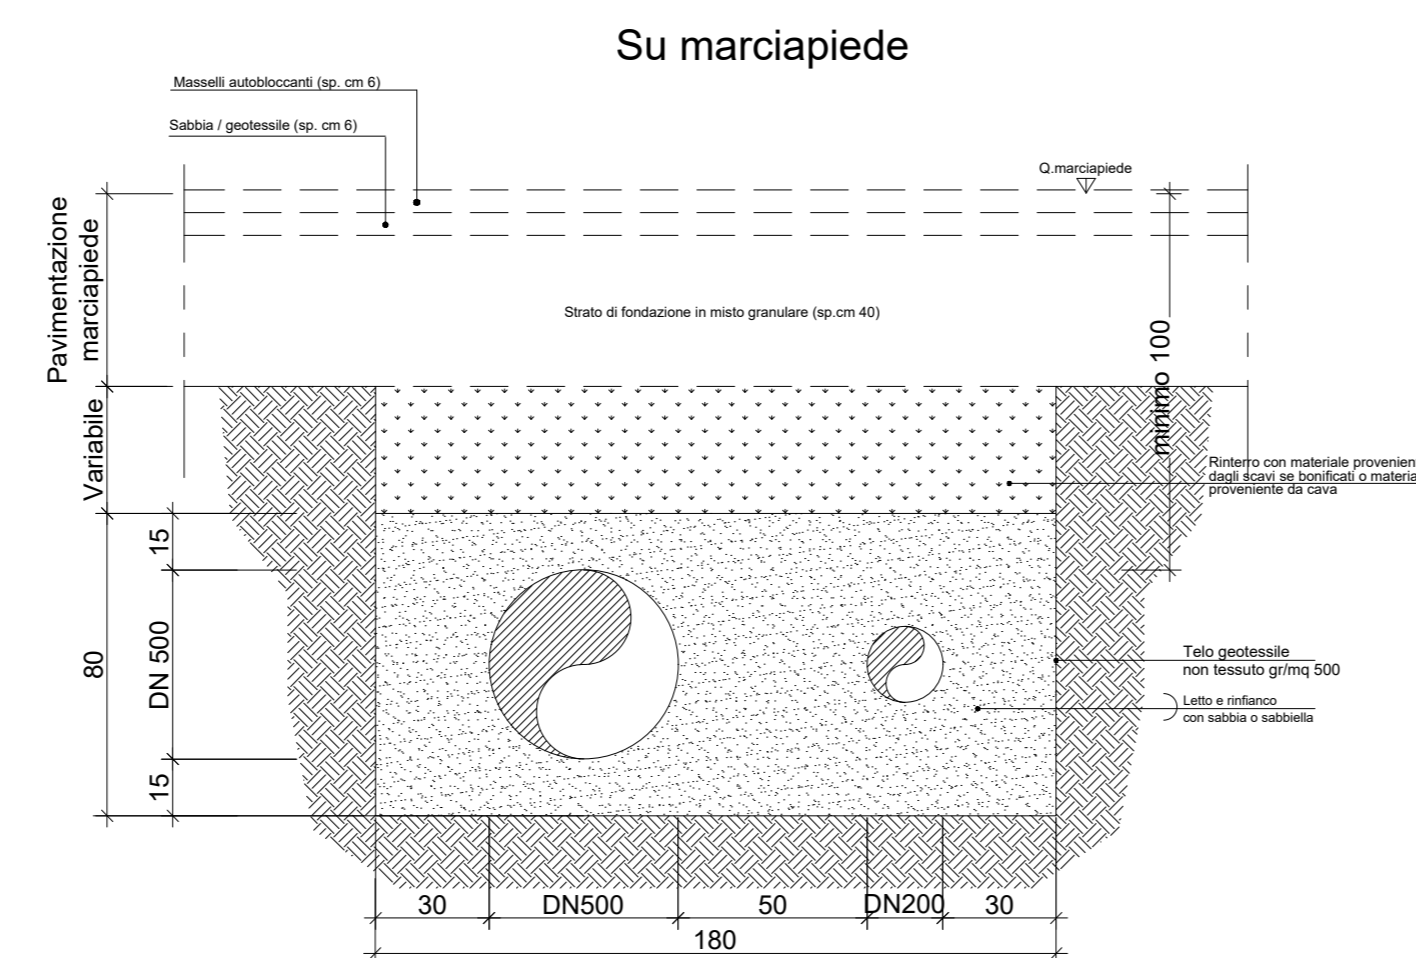 Su marciapiede
Masselli autobloccanti (sp. cm 6)
Sabbia / geotessile (sp. cm 6)
Q.marciapiede
Pavimentazione
marciapiede
Strato di fondazione in misto granulare (sp.cm 40)
minimo 100
Variabile
Rinterro con materiale provenien
dagli scavi se bonificati o materia
proveniente da cava
15
DN 500
80
15
Telo geotessile
non tessuto gr/mq 500
Letto e rinfianco
con sabbia o sabbiella
30
DN500
50
DN200
30
180